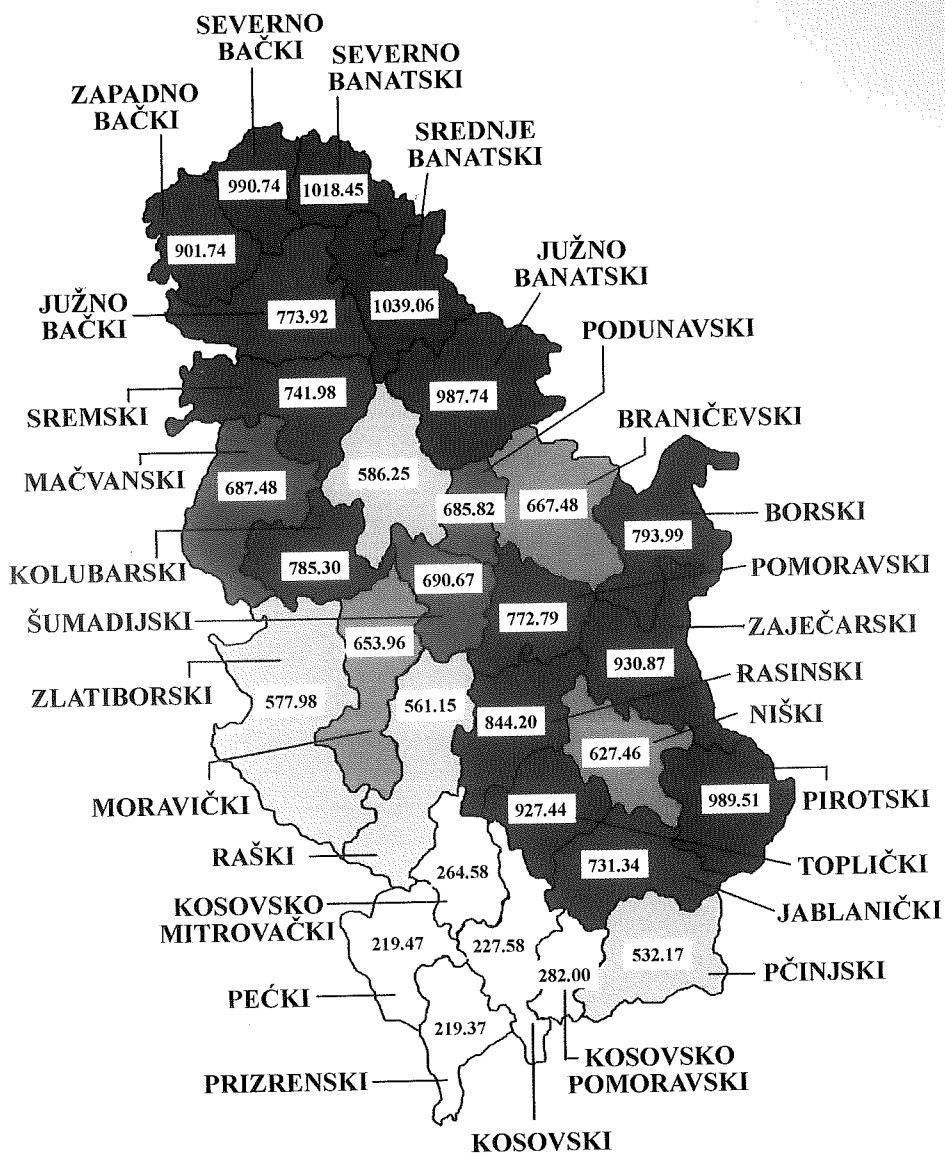 SEVERNO
BAČKI
SEVERNO
BANATSKI
ZAPADNO
BAČKI
SREDNJE
BANATSKI
990.74
1018.45
901.74
JUŽNO
BANATSKI
JUŽNO
BAČKI
773.92
1039.06
PODUNAVSKI
SREMSKI
741.98
987.74
BRANIČEVSKI
MAČVANSKI
687.48
586.25
685.82
667.48
BORSKI
793.99
KOLUBARSKI
785.30
690.67
POMORAVSKI
ŠUMADIJSKI
653.96
772.79
ZAJEČARSKI
930.87
ZLATIBORSKI
577.98
561.15
844.20
RASINSKI
NIŠKI
627.46
MORAVIČKI
927.44
989.51
PIROTSKI
RAŠKI
264.58
731.34
TOPLIČKI
KOSOVSKO
MITROVAČKI
JABLANIČKI
219.47
227.58
282.00
532.17
PČINJSKI
PEĆKI
219.37
PRIZRENSKI
KOSOVSKO
POMORAVSKI
KOSOVSKI